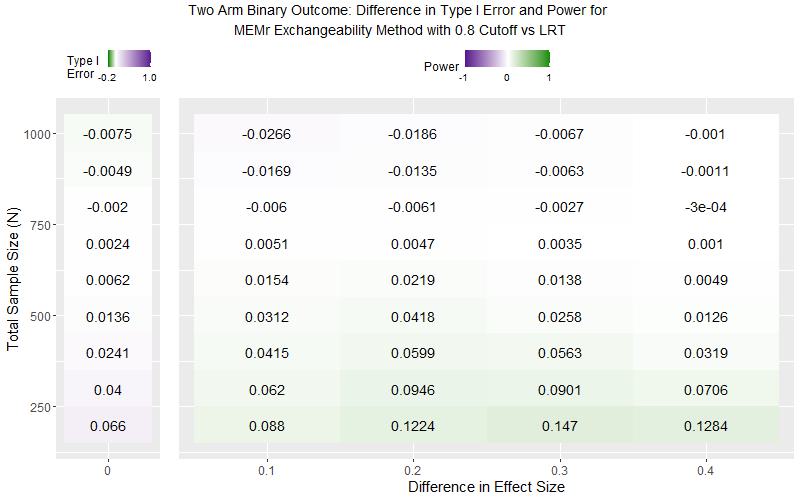 Two Arm Binary Outcome: Difference in Type I Error and Power for
MEMr Exchangeability Method with 0.8 Cutoff vs LRT
Type I
Error -0.2 1.0
Power -1 0 1
Total Sample Size (N)
1000 -0.0075 -0.0266 -0.0186 -0.0067 -0.001
-0.0049 -0.0169 -0.0135 -0.0063 -0.0011
-0.002 -0.006 -0.0061 -0.0027 -3e-04
750
0.0024 0.0051 0.0047 0.0035 0.001
0.0062 0.0154 0.0219 0.0138 0.0049
500 0.0136 0.0312 0.0418 0.0258 0.0126
0.0241 0.0415 0.0599 0.0563 0.0319
0.04 0.062 0.0946 0.0901 0.0706
250
0.066 0.088 0.1224 0.147 0.1284
0 0.1 0.2 0.3 0.4
Difference in Effect Size